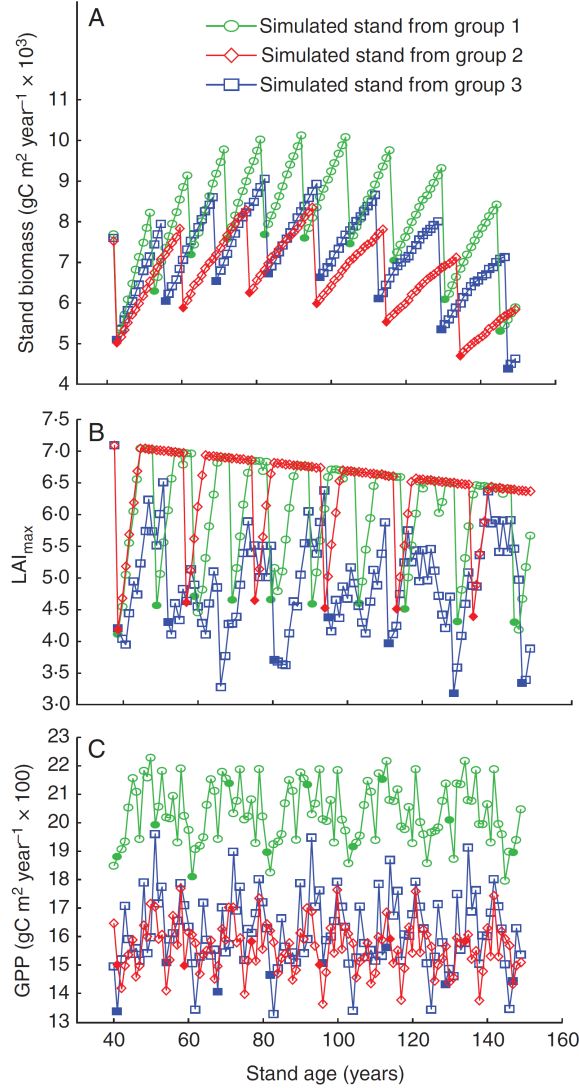 A
Simulated stand from group 1
Simulated stand from group 2
Simulated stand from group 3
Stand biomass (gC m² year⁻¹ × 10³)
11
10
9
8
7
6
5
4
B
LAImax
7·5
7·0
6·5
6·0
5·5
5·0
4·5
4·0
3·5
3·0
C
GPP (gC m² year⁻¹ × 100)
23
22
21
20
19
18
17
16
15
14
13
40 60 80 100 120 140 160
Stand age (years)